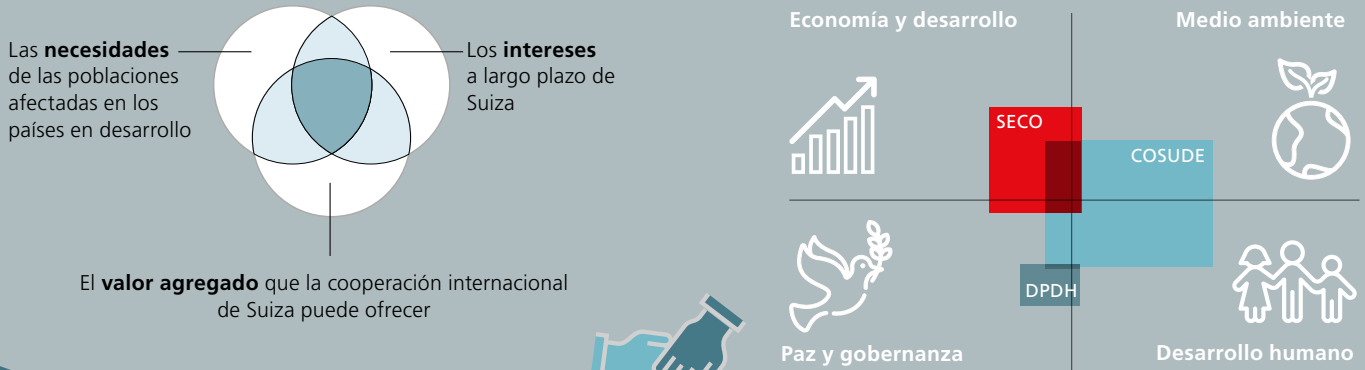 Las necesidades
de las poblaciones
afectadas en los
países en desarrollo
Los intereses
a largo plazo de
Suiza
El valor agregado que la cooperación internacional
de Suiza puede ofrecer
Economía y desarrollo
Medio ambiente
SECO
COSUDE
DPDH
Paz y gobernanza
Desarrollo humano